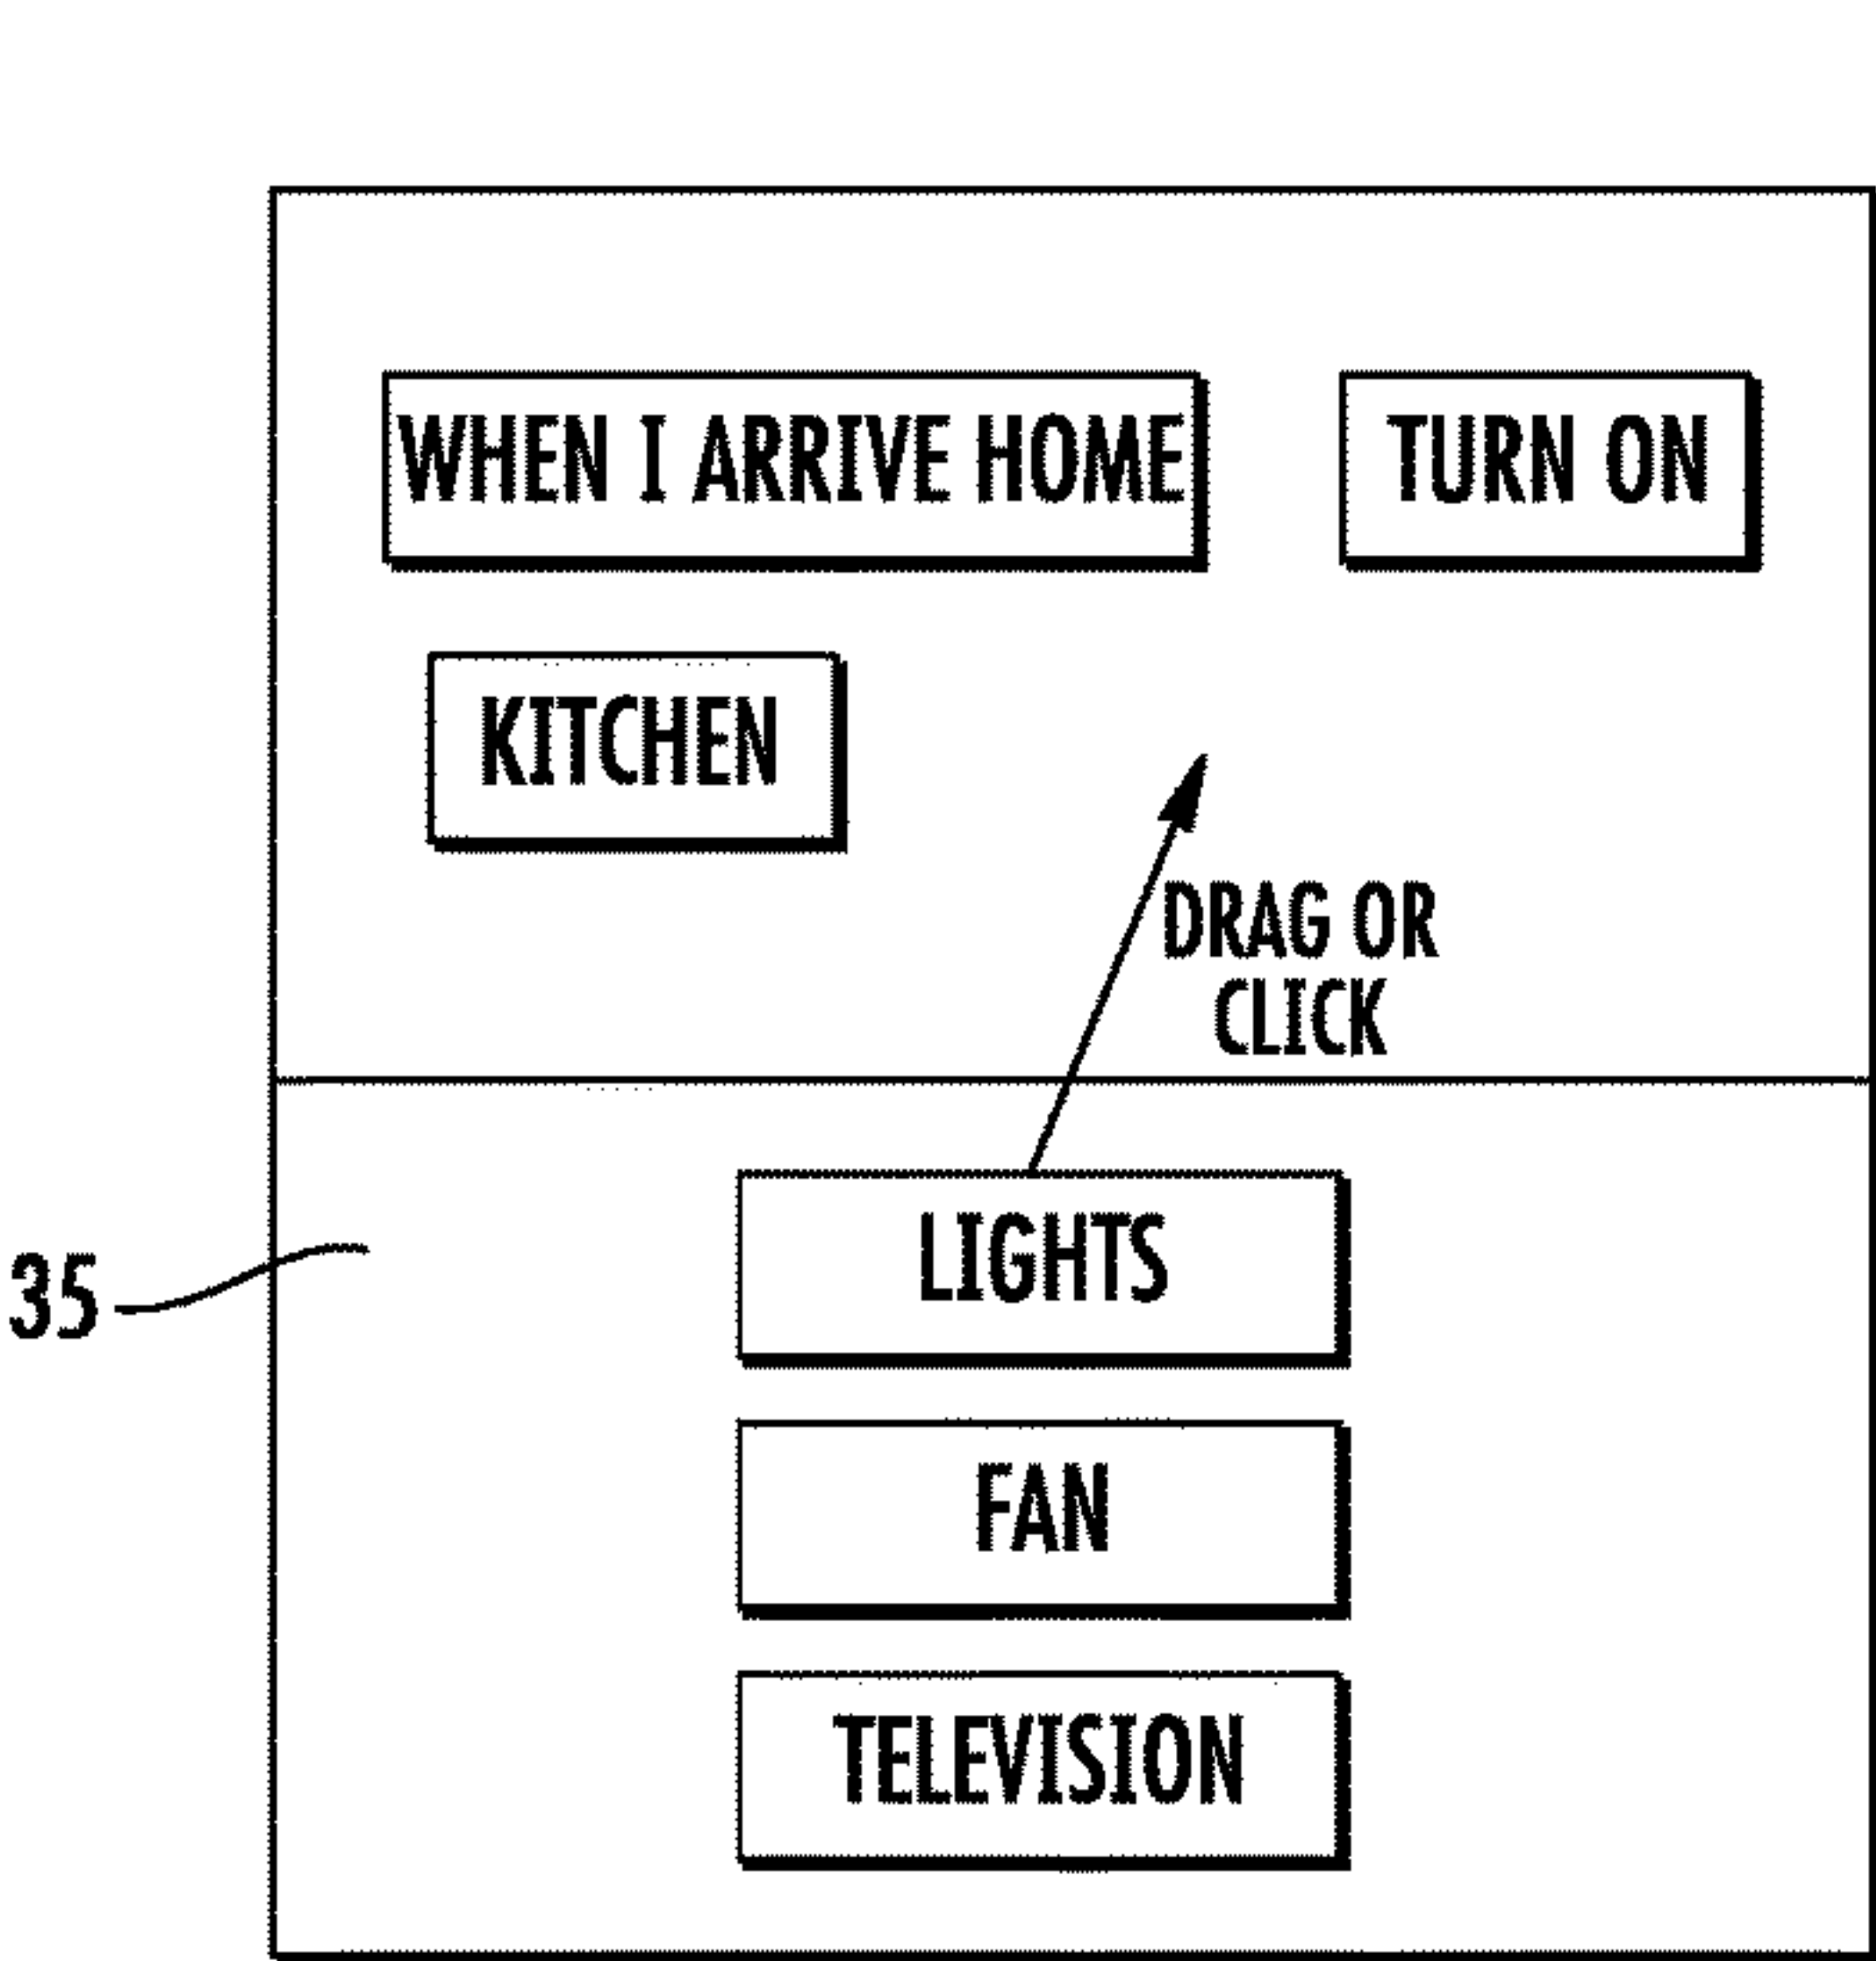 WHEN I ARRIVE HOME
TURN ON
KITCHEN
DRAG OR
CLICK
LIGHTS
35
FAN
TELEVISION